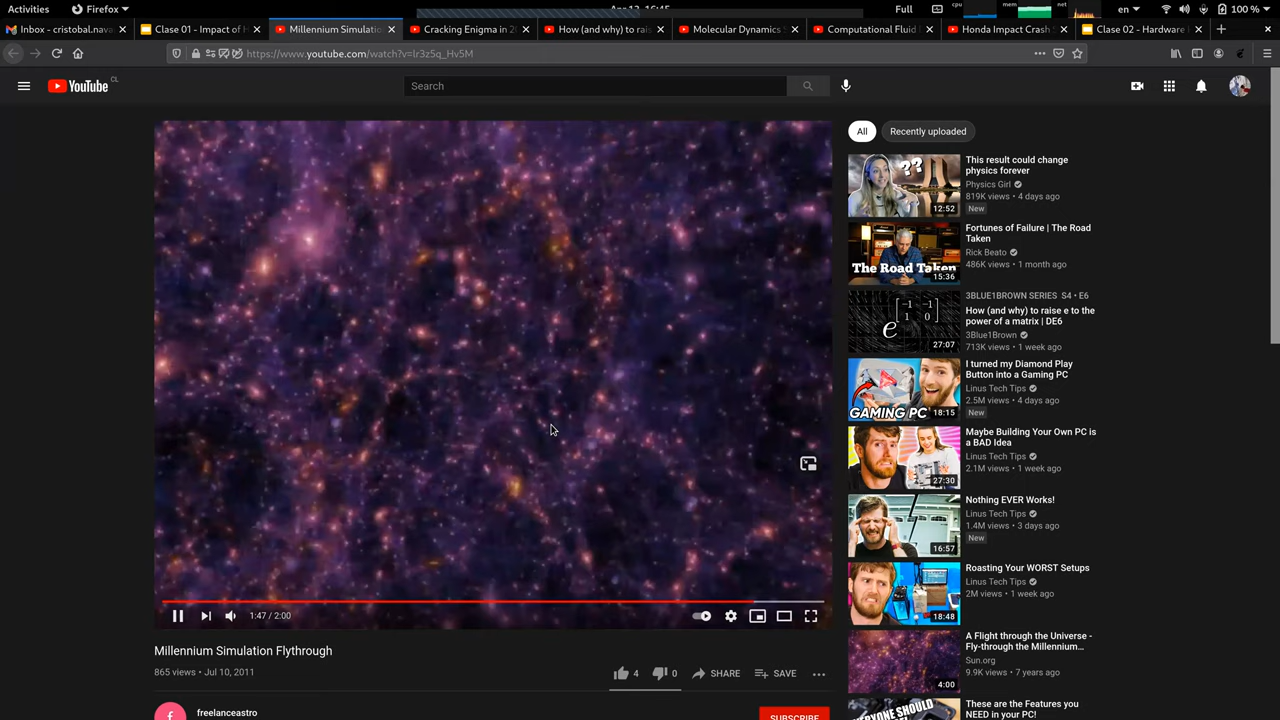 Activities
Firefox
Full
cpu
mem
net
en
100 %
Inbox - cristobal.nava
Clase 01 - Impact of H
Millennium Simulatio
Cracking Enigma in 2
How (and why) to rais
Molecular Dynamics S
Computational Fluid
Honda Impact Crash
Clase 02 - Hardware
https://www.youtube.com/watch?v=Ir3z5q_Hv5M
YouTube CL
Search
All
Recently uploaded
??
12:52
This result could change
physics forever
Physics Girl
819K views • 4 days ago
New
The Road Taken
15:36
Fortunes of Failure | The Road
Taken
Rick Beato
486K views • 1 month ago
e
-1 -1
1 0
27:07
3BLUE1BROWN SERIES S4 • E6
How (and why) to raise e to the
power of a matrix | DE6
3Blue1Brown
713K views • 1 week ago
GAMING PC
18:15
I turned my Diamond Play
Button into a Gaming PC
Linus Tech Tips
2.5M views • 4 days ago
New
27:30
Maybe Building Your Own PC is
a BAD Idea
Linus Tech Tips
2.1M views • 1 week ago
16:57
Nothing EVER Works!
Linus Tech Tips
1.4M views • 3 days ago
New
18:48
Roasting Your WORST Setups
Linus Tech Tips
2M views • 1 week ago
4:00
A Flight through the Universe -
Fly-through the Millennium…
Sun.org
9.9K views • 7 years ago
EVERYONE SHOULD
These are the Features you
NEED in your PC!
1:47 / 2:00
Millennium Simulation Flythrough
865 views • Jul 10, 2011
4
0
SHARE
SAVE
f
freelanceastro
SUBSCRIBE